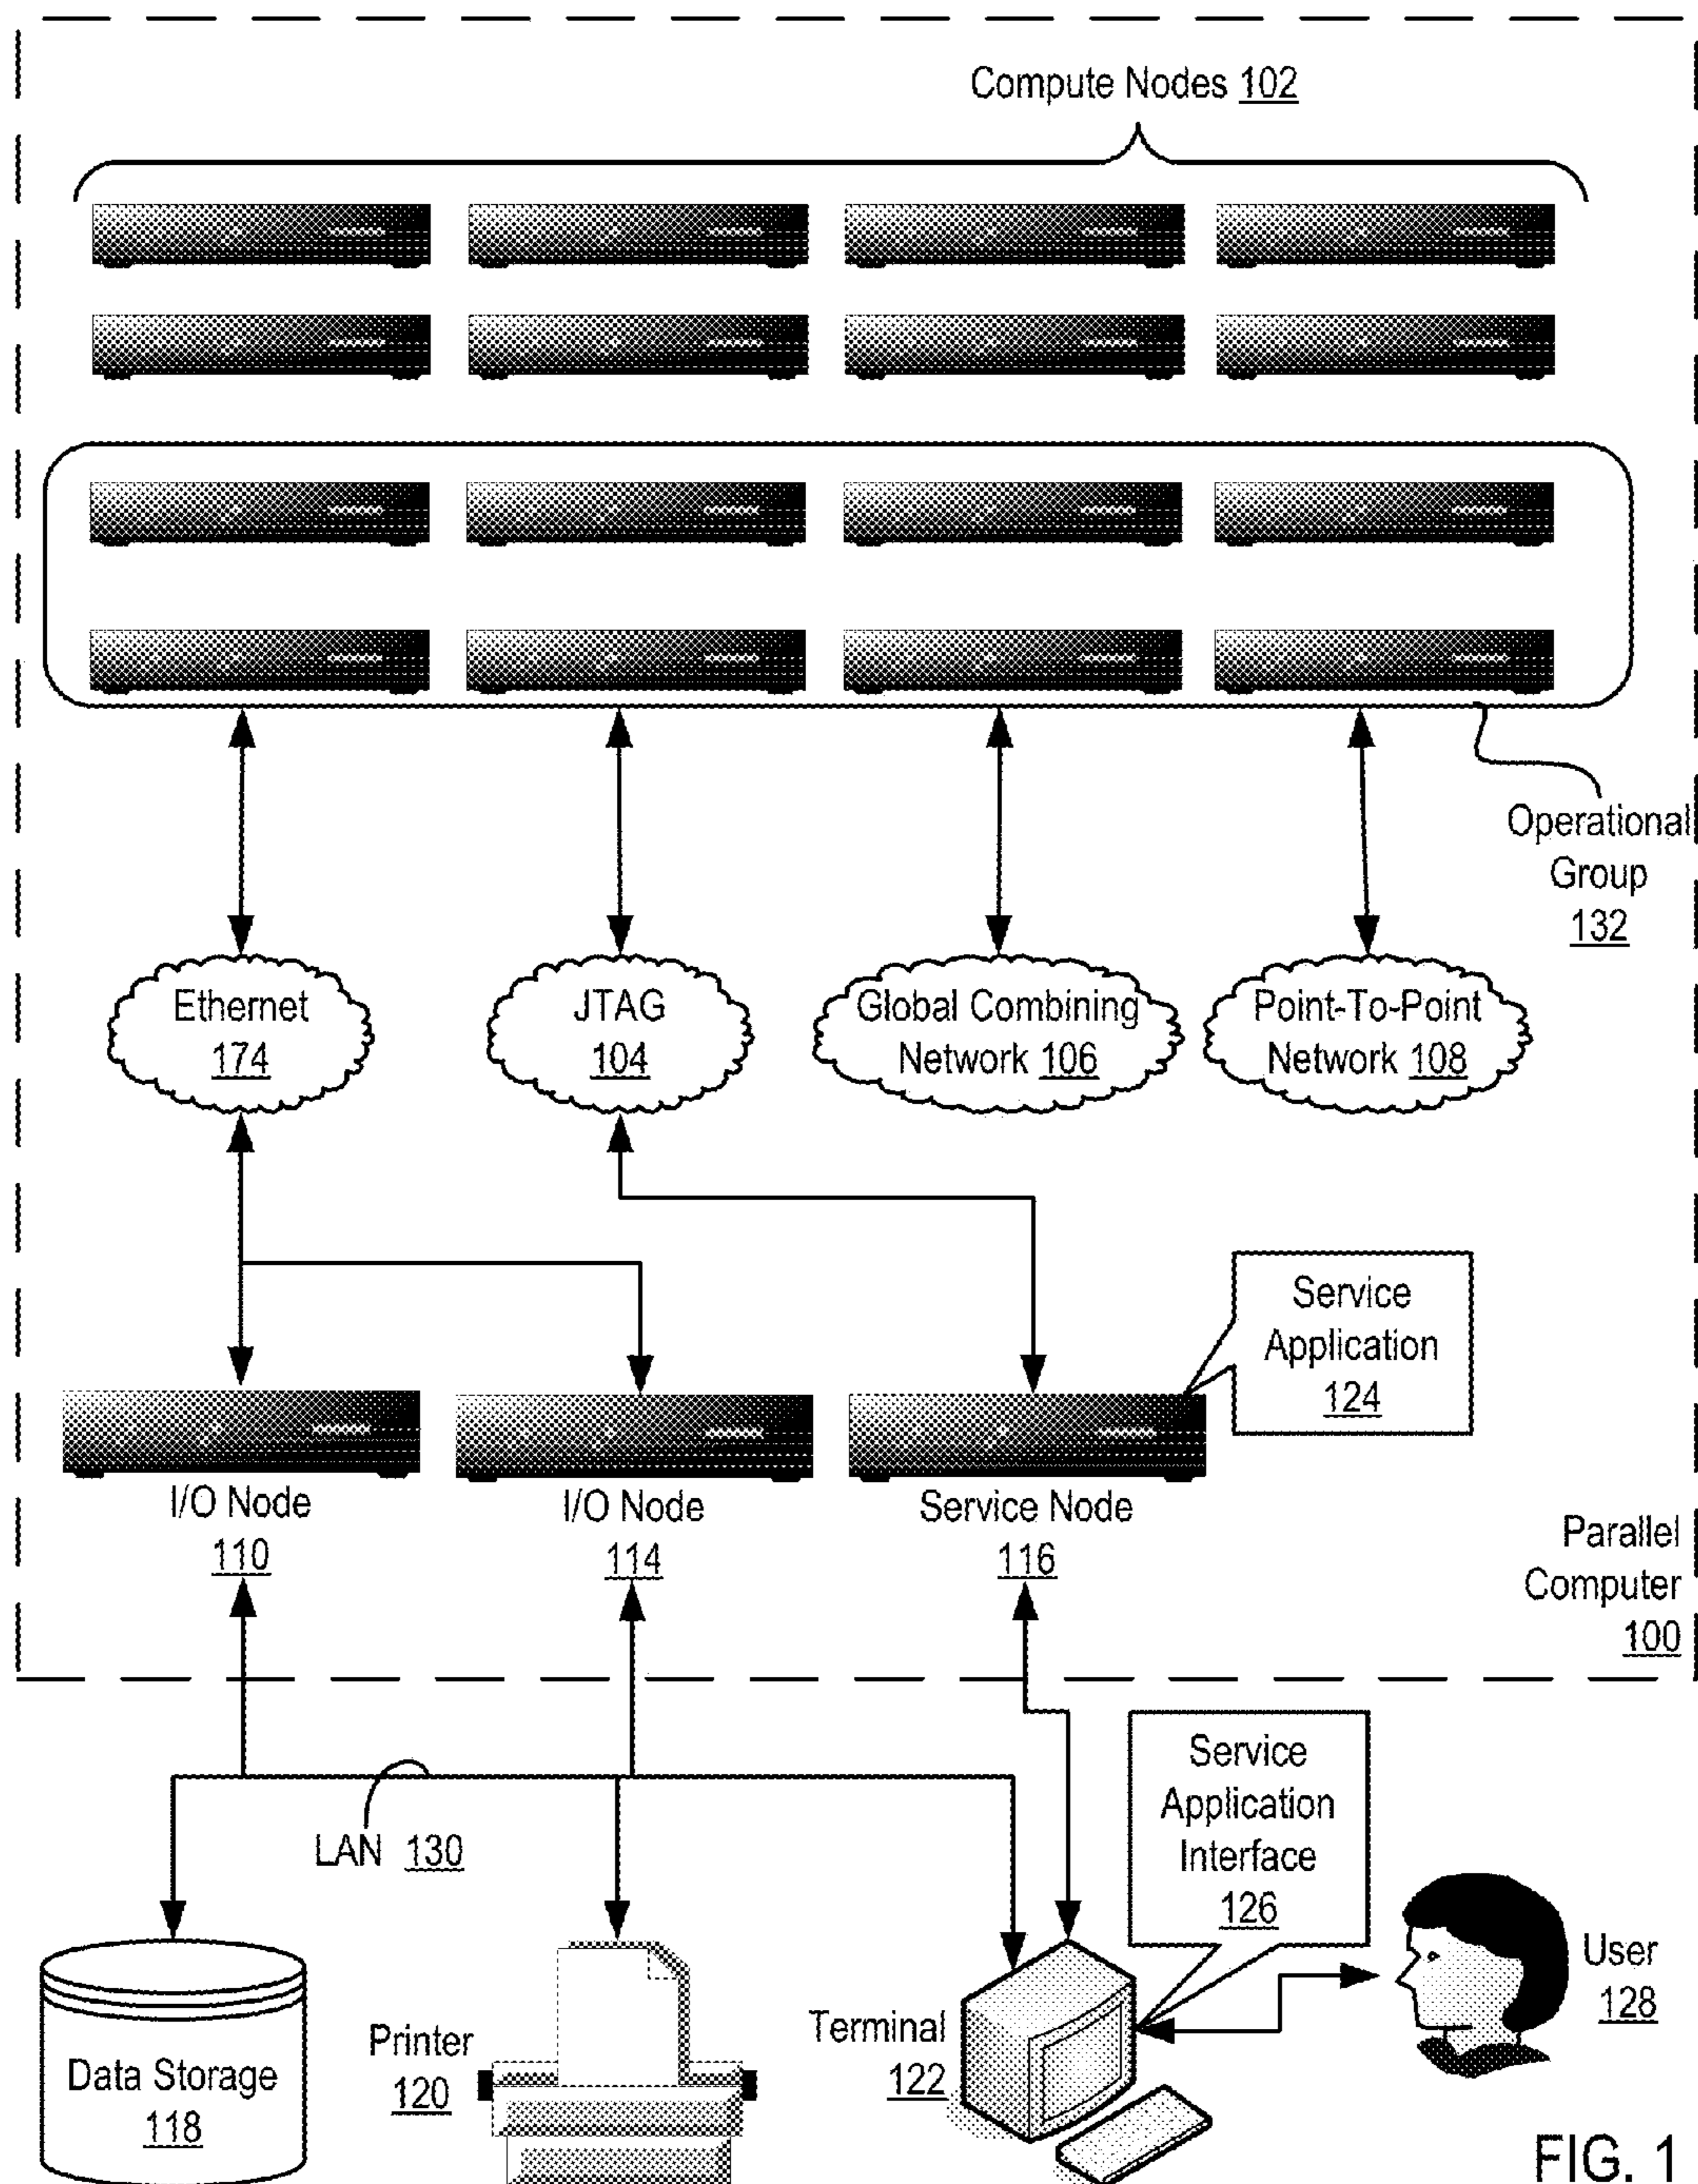 Compute Nodes 102
Operational
Group
132
Ethernet
174
JTAG
104
Global Combining
Network 106
Point-To-Point
Network 108
Service
Application
124
I/O Node
110
I/O Node
114
Service Node
116
Parallel
Computer
100
Service
Application
Interface
126
LAN 130
User
128
Data Storage
118
Printer
120
Terminal
122
FIG. 1